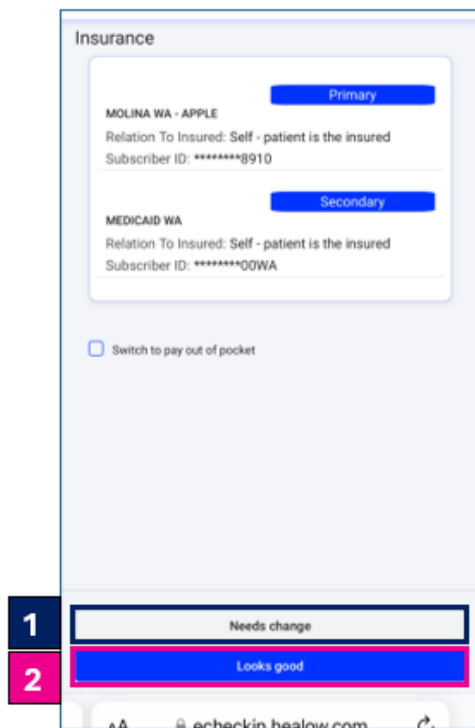 Insurance
Primary
MOLINA WA - APPLE
Relation To Insured: Self - patient is the insured
Subscriber ID: ********8910
Secondary
MEDICAID WA
Relation To Insured: Self - patient is the insured
Subscriber ID: ********00WA
Switch to pay out of pocket
1
Needs change
2
Looks good
AA
echeckin.healow.com